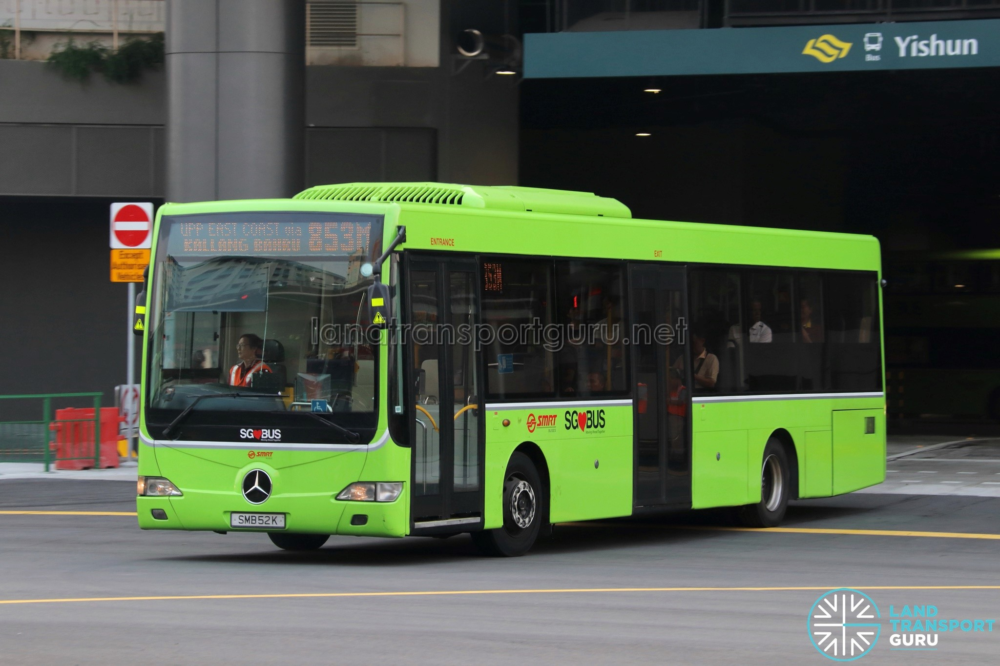 Bus Yishun
Except
Authorised
Vehicles
UPP EAST COAST via
KALLANG BAHRU
853M
ENTRANCE
EXIT
853M
landtransportguru.net
SMRT
BUSES
SG♥BUS
Moving Ahead Together
SG♥BUS
Moving Ahead Together
SMRT
SMB52K
LAND
TRANSPORT
GURU